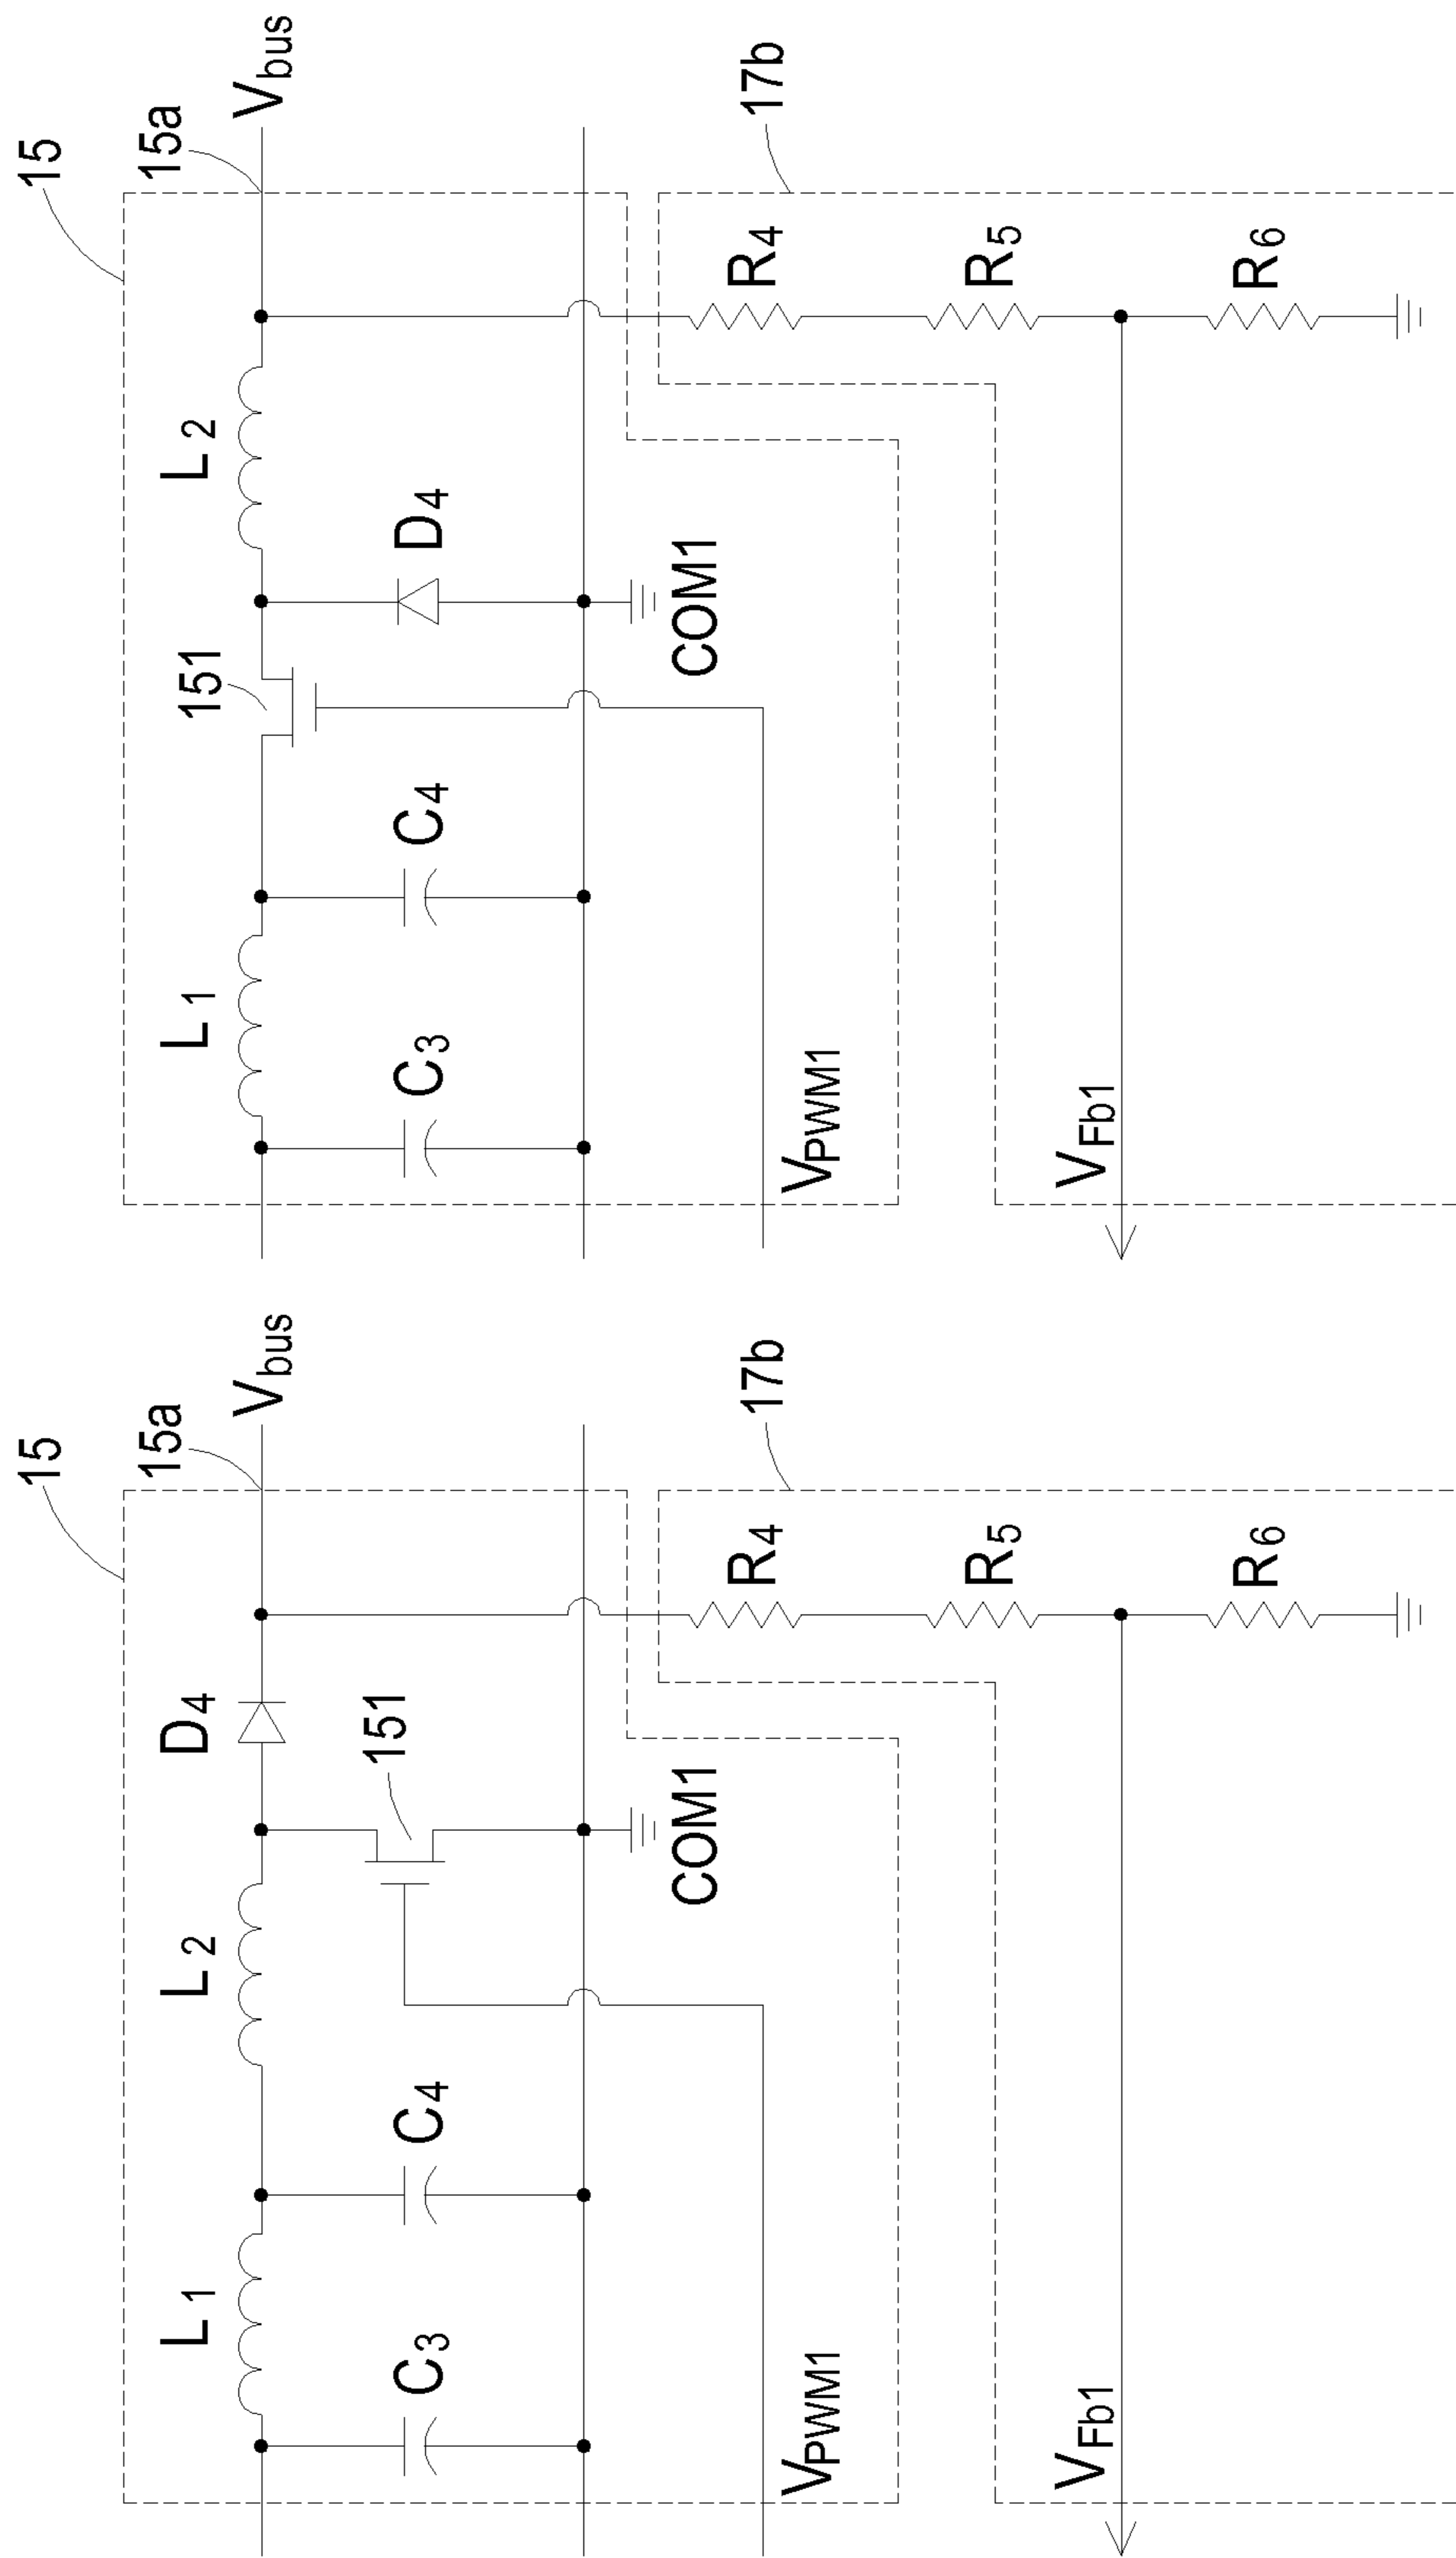 15
15a
Vbus
L1
L2
D4
C3
C4
151
COM1
VPWM1
17b
R4
R5
R6
VFb1
15
15a
Vbus
L1
L2
151
C3
C4
D4
COM1
VPWM1
17b
R4
R5
R6
VFb1